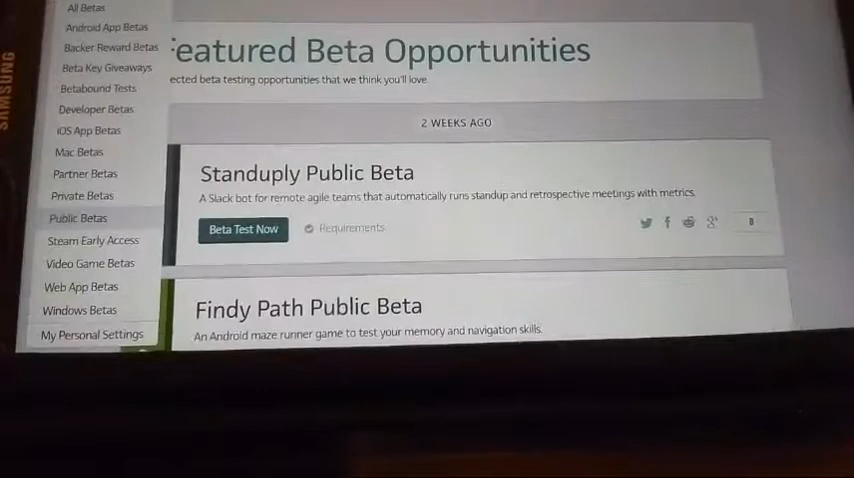 SAMSUNG
All Betas
Android App Betas
Backer Reward Betas
Beta Key Giveaways
Betabound Tests
Developer Betas
iOS App Betas
Mac Betas
Partner Betas
Private Betas
Public Betas
Steam Early Access
Video Game Betas
Web App Betas
Windows Betas
My Personal Settings
eatured Beta Opportunities
ected beta testing opportunities that we think you'll love.
2 WEEKS AGO
Standuply Public Beta
A Slack bot for remote agile teams that automatically runs standup and retrospective meetings with metrics.
Beta Test Now
Requirements
8
Findy Path Public Beta
An Android maze runner game to test your memory and navigation skills.